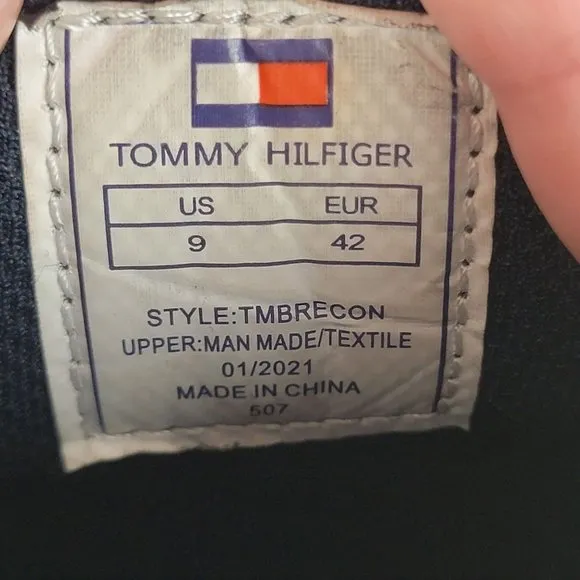 TOMMY HILFIGER
US EUR
9 42
STYLE:TMBRECON
UPPER:MAN MADE/TEXTILE
01/2021
MADE IN CHINA
507